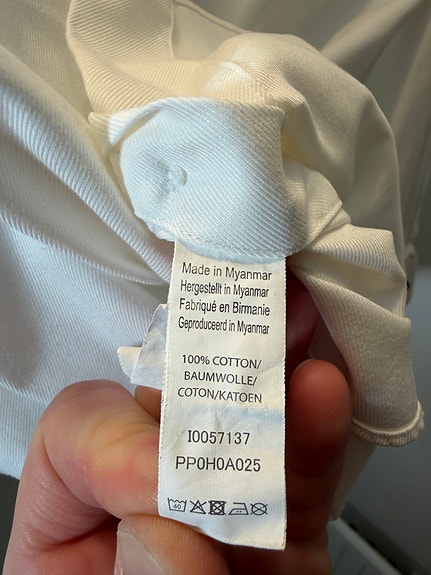 Made in Myanmar
Hergestellt in Myanmar
Fabriqué en Birmanie
Geproduceerd in Myanmar
100% COTTON/
BAUMWOLLE/
COTON/KATOEN
I0057137
PP0H0A025
40